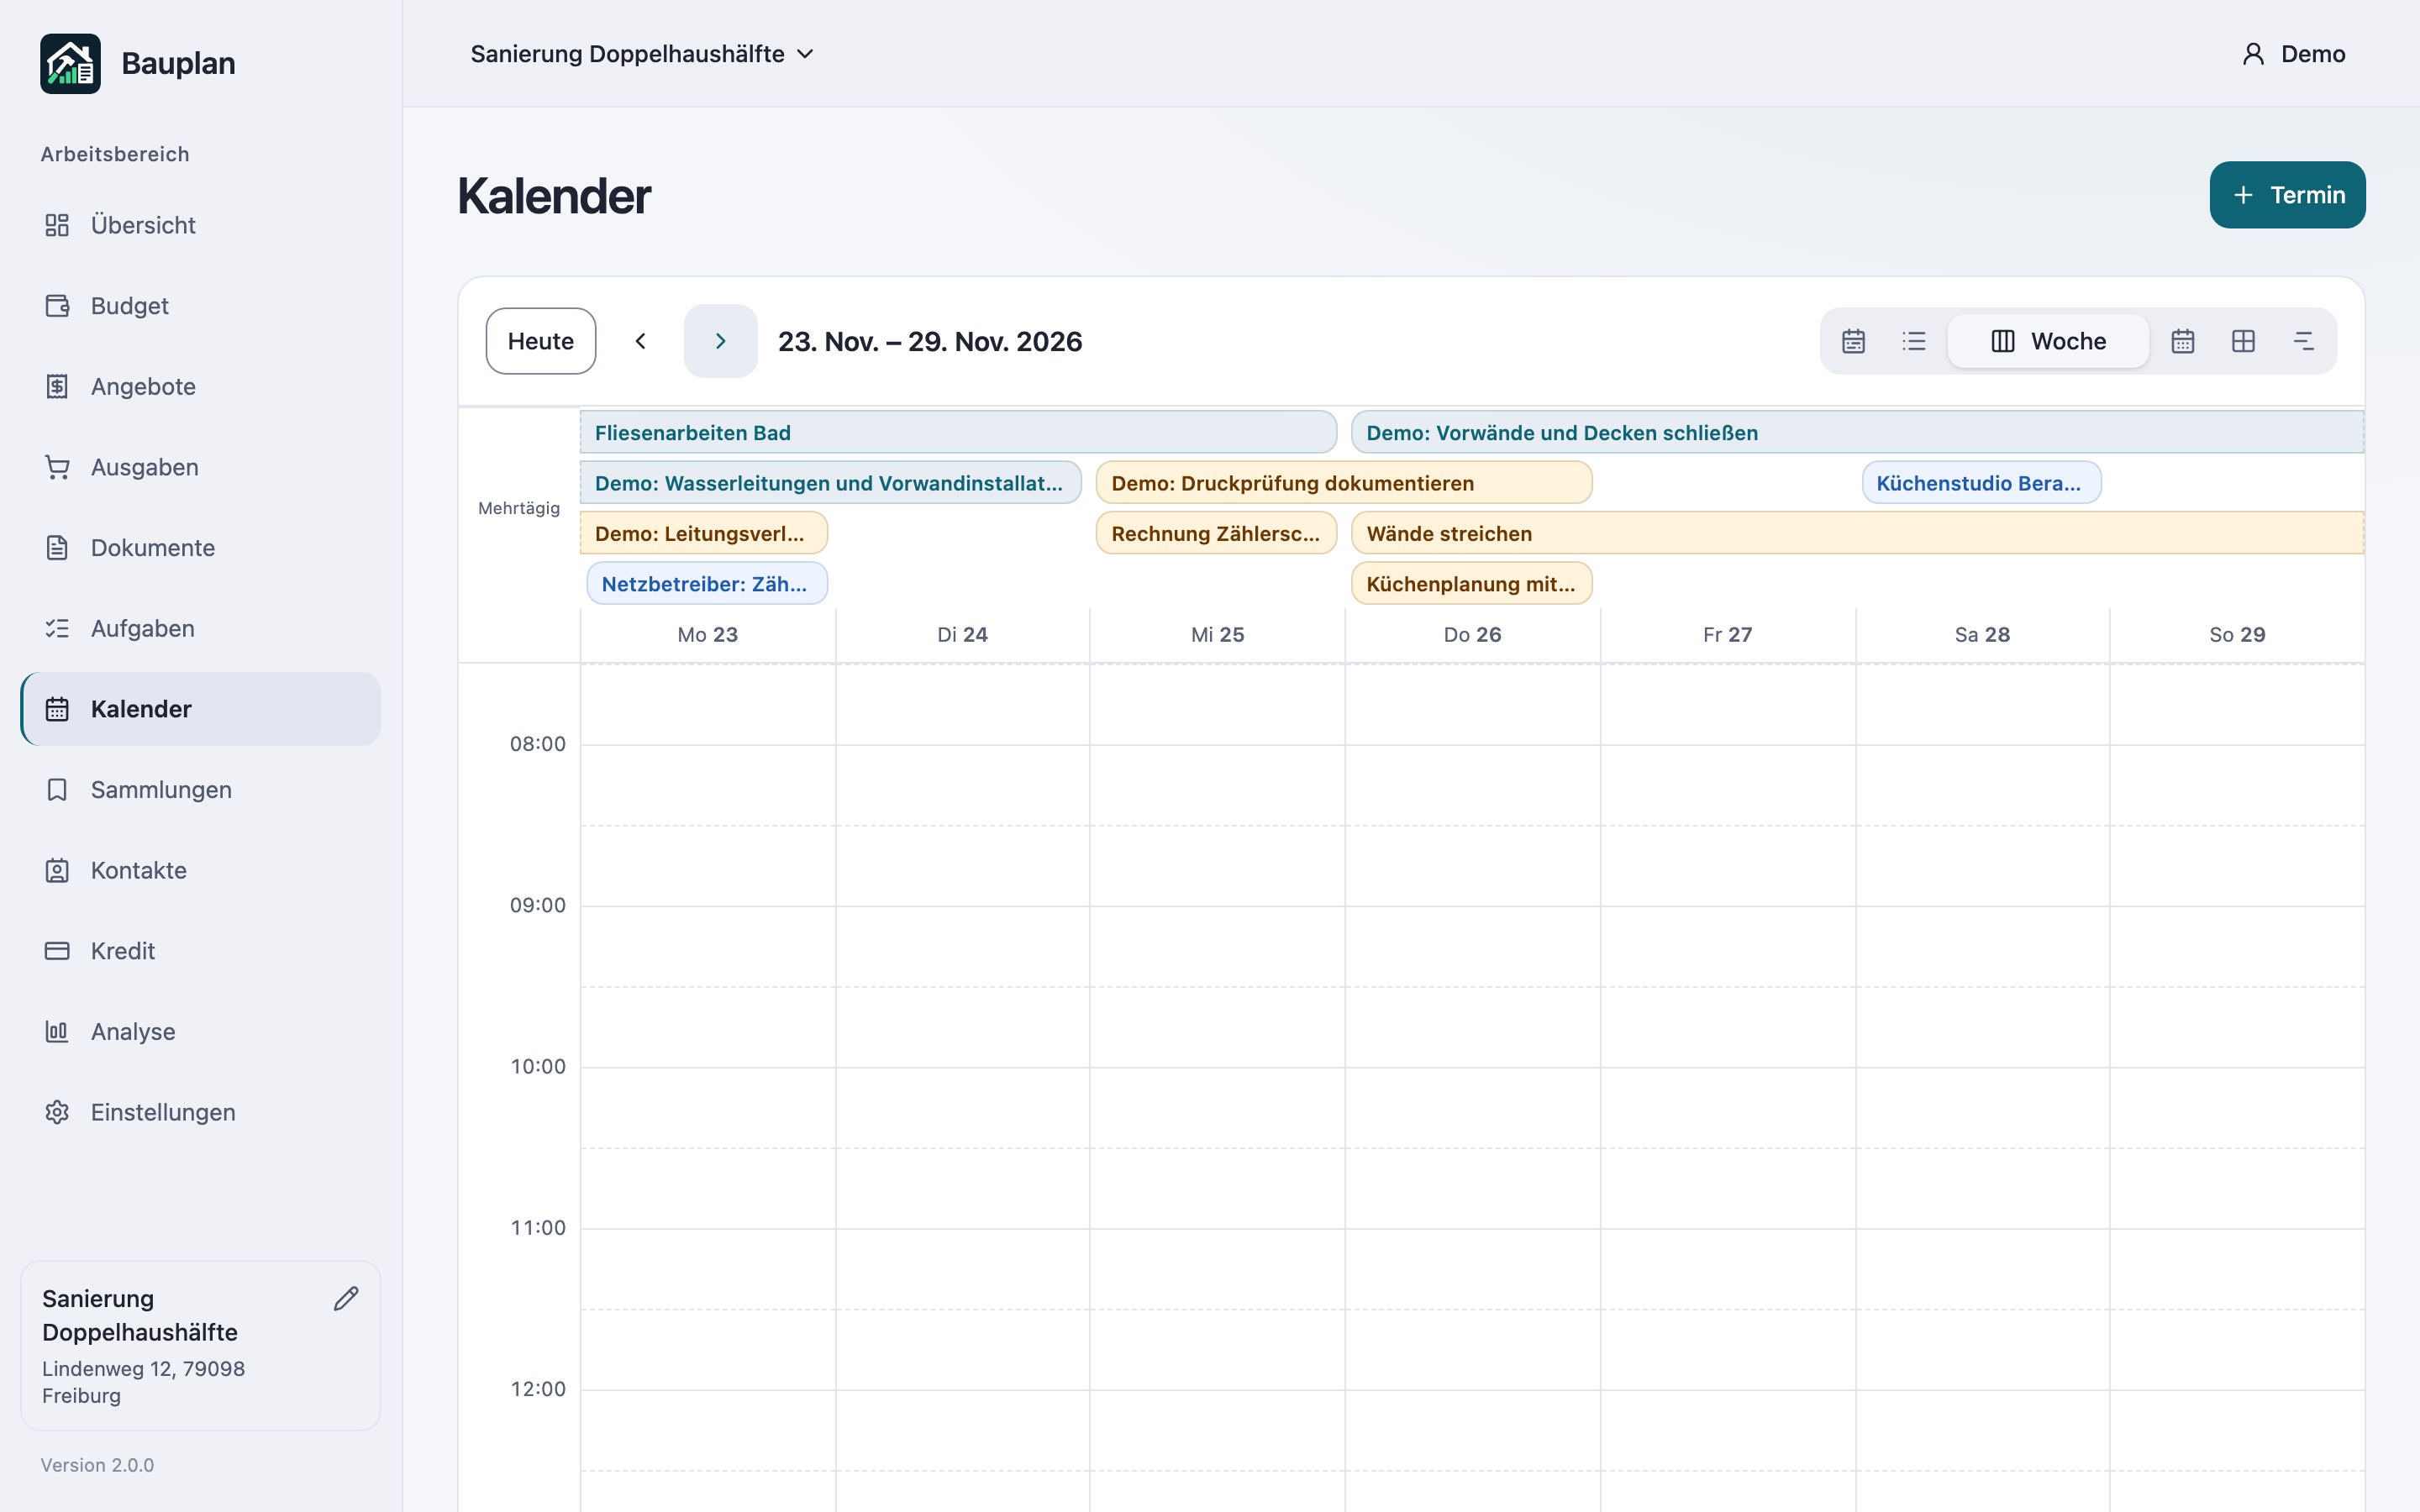 Bauplan
Arbeitsbereich
Übersicht
Budget
Angebote
Ausgaben
Dokumente
Aufgaben
Kalender
Sammlungen
Kontakte
Kredit
Analyse
Einstellungen
Sanierung
Doppelhaushälfte
Lindenweg 12, 79098
Freiburg
Version 2.0.0
Sanierung Doppelhaushälfte
Demo
Kalender
Termin
Heute
23. Nov. – 29. Nov. 2026
Woche
Mehrtägig
Fliesenarbeiten Bad
Demo: Vorwände und Decken schließen
Demo: Wasserleitungen und Vorwandinstallat...
Demo: Druckprüfung dokumentieren
Küchenstudio Bera...
Demo: Leitungsverl...
Rechnung Zählersc...
Wände streichen
Netzbetreiber: Zäh...
Küchenplanung mit...
Mo 23
Di 24
Mi 25
Do 26
Fr 27
Sa 28
So 29
08:00
09:00
10:00
11:00
12:00